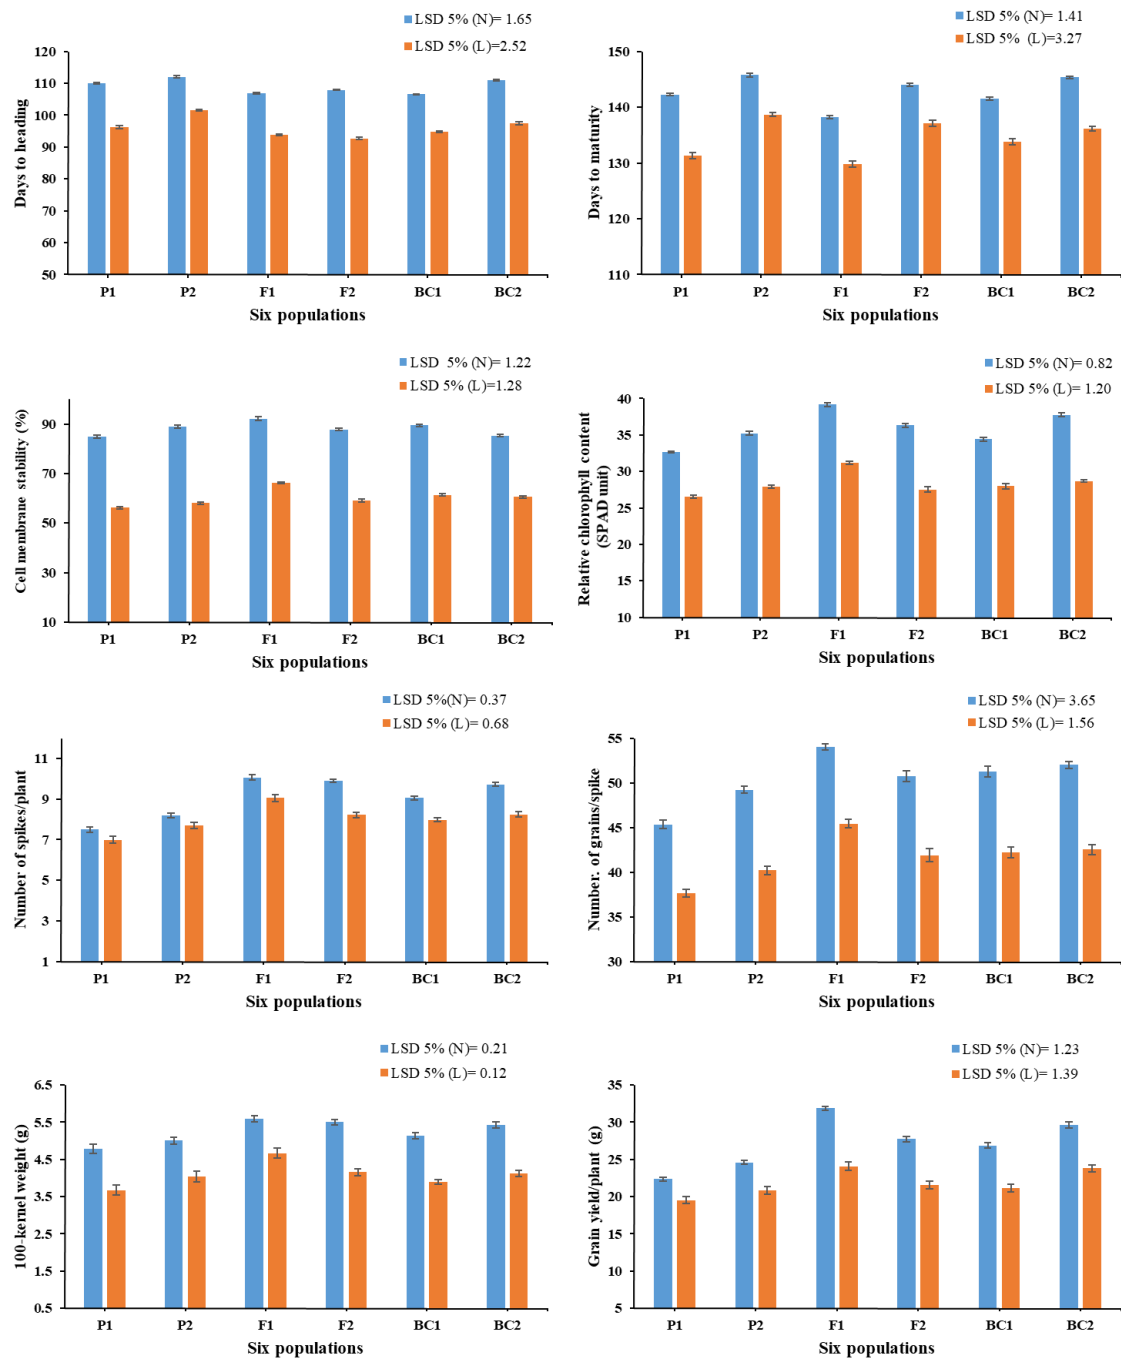 LSD 5% (N)= 1.65
LSD 5% (L)=2.52
Days to heading
120
110
100
90
80
70
60
50
P1 P2 F1 F2 BC1 BC2
Six populations
LSD 5% (N)= 1.41
LSD 5% (L)=3.27
Days to maturity
150
140
130
120
110
P1 P2 F1 F2 BC1 BC2
Six populations
LSD 5% (N)= 1.22
LSD 5% (L)=1.28
Cell membrane stability (%)
90
70
50
30
10
P1 P2 F1 F2 BC1 BC2
Six populations
LSD 5% (N)= 0.82
LSD 5% (L)= 1.20
Relative chlorophyll content
(SPAD unit)
40
35
30
25
20
15
10
P1 P2 F1 F2 BC1 BC2
Six populations
LSD 5%(N)= 0.37
LSD 5% (L)= 0.68
Number of spikes/plant
11
9
7
5
3
1
P1 P2 F1 F2 BC1 BC2
Six populations
LSD 5% (N)= 3.65
LSD 5% (L)= 1.56
Number. of grains/spike
55
50
45
40
35
30
P1 P2 F1 F2 BC1 BC2
Six populations
LSD 5% (N)= 0.21
LSD 5% (L)= 0.12
100-kernel weight (g)
6.5
5.5
4.5
3.5
2.5
1.5
0.5
P1 P2 F1 F2 BC1 BC2
Six populations
LSD 5% (N)= 1.23
LSD 5% (L)= 1.39
Grain yield/plant (g)
35
30
25
20
15
10
5
P1 P2 F1 F2 BC1 BC2
Six populations